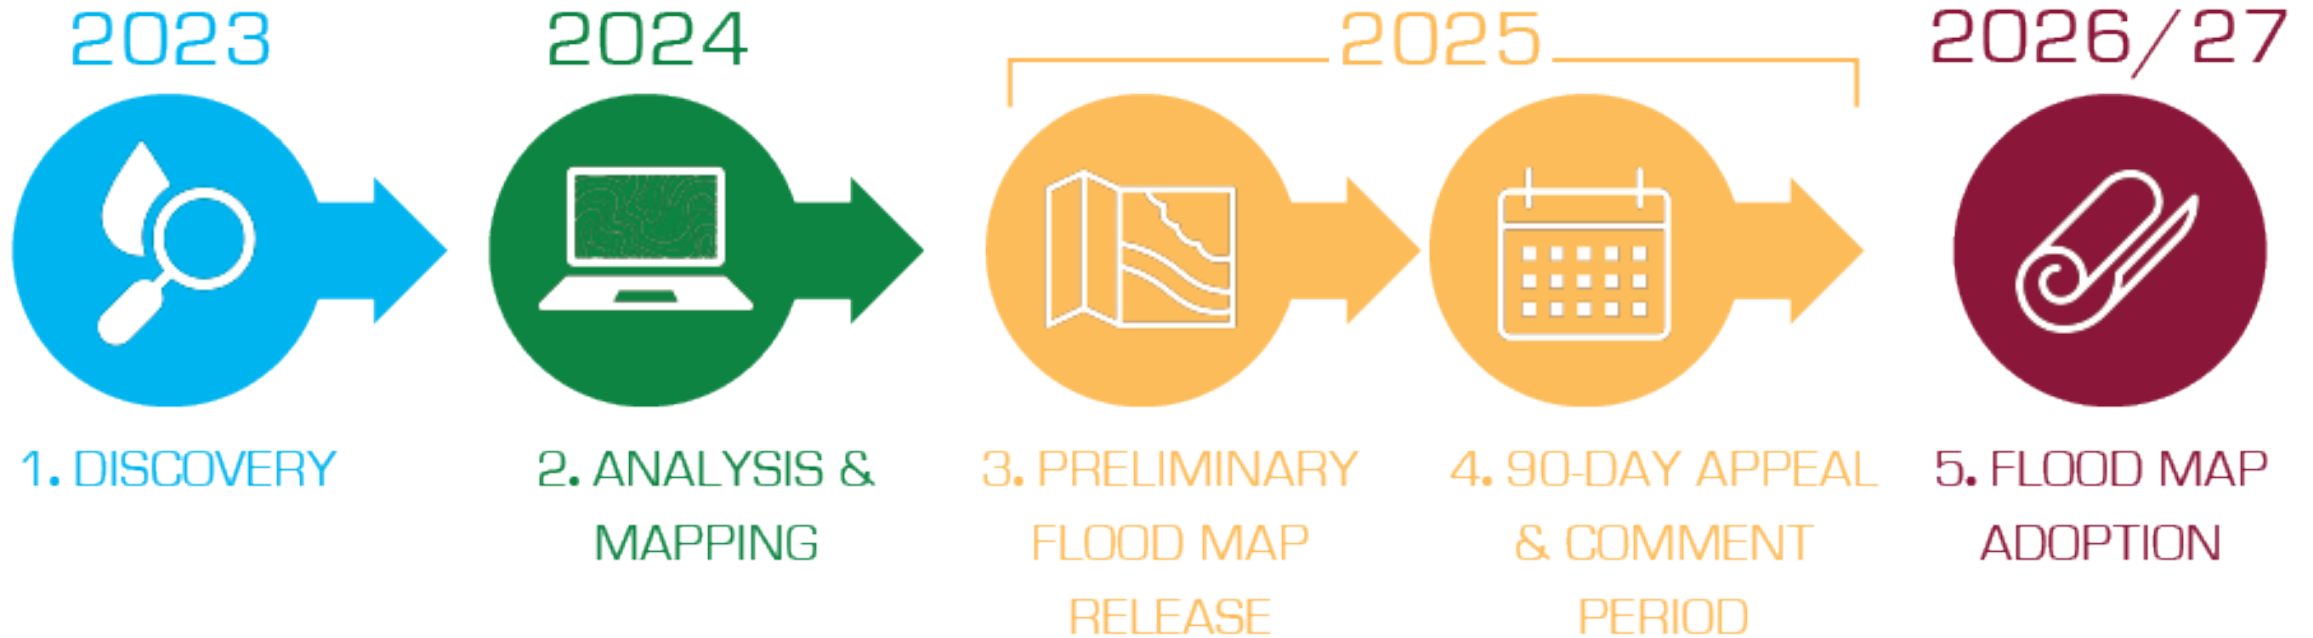 2023
2024
2025
2026/27
1. DISCOVERY
2. ANALYSIS &
MAPPING
3. PRELIMINARY
FLOOD MAP
RELEASE
4. 90-DAY APPEAL
& COMMENT
PERIOD
5. FLOOD MAP
ADOPTION